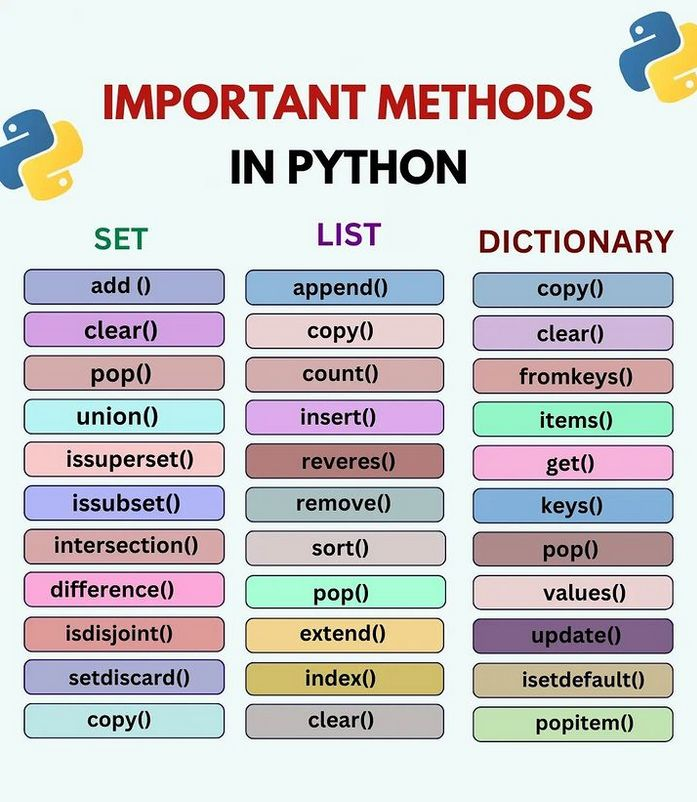 IMPORTANT METHODS
IN PYTHON
SET
add ()
clear()
pop()
union()
issuperset()
issubset()
intersection()
difference()
isdisjoint()
setdiscard()
copy()
LIST
append()
copy()
count()
insert()
reveres()
remove()
sort()
pop()
extend()
index()
clear()
DICTIONARY
copy()
clear()
fromkeys()
items()
get()
keys()
pop()
values()
update()
isetdefault()
popitem()